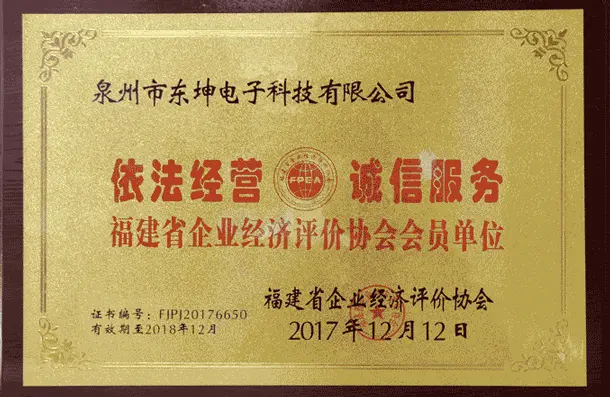 泉州市东坤电子科技有限公司
依法经营 FPEA 诚信服务
福建省企业经济评价协会会员单位
福建省企业经济评价协会
证书编号：FJPJ20176650
有效期至2018年12月
2017年12月12日